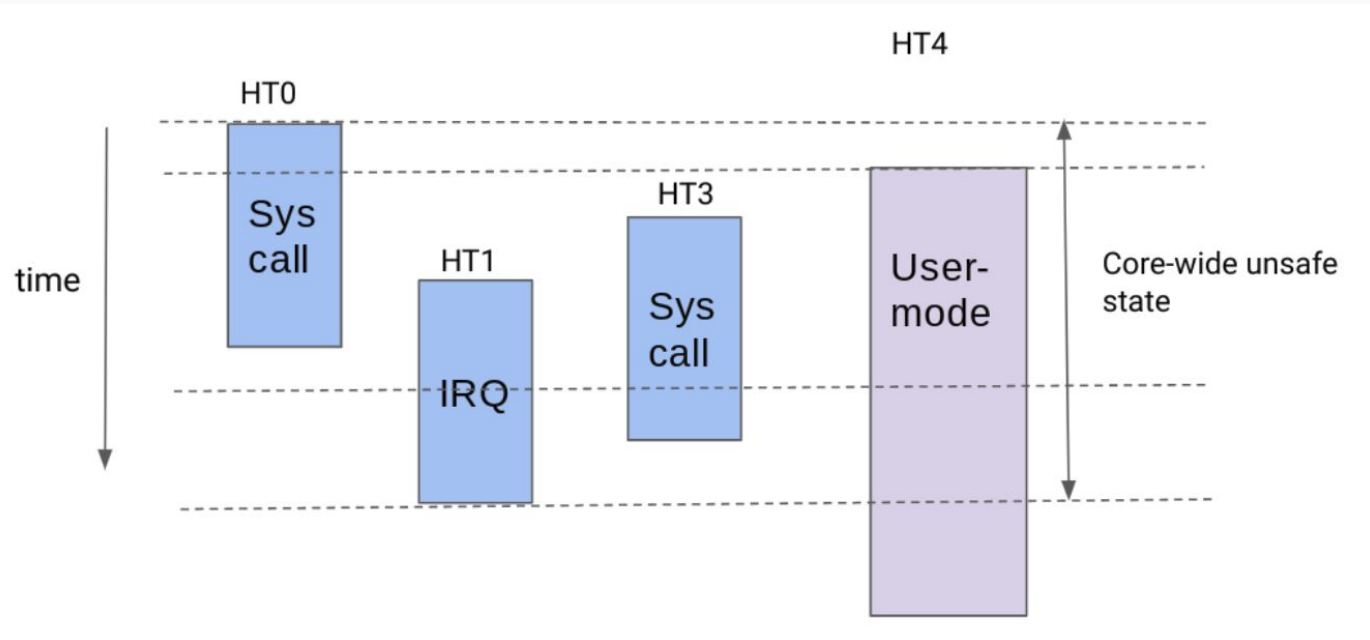 HT4
HT0
HT3
Sys
call
HT1
time
User-
mode
Core-wide unsafe
state
Sys
call
IRQ